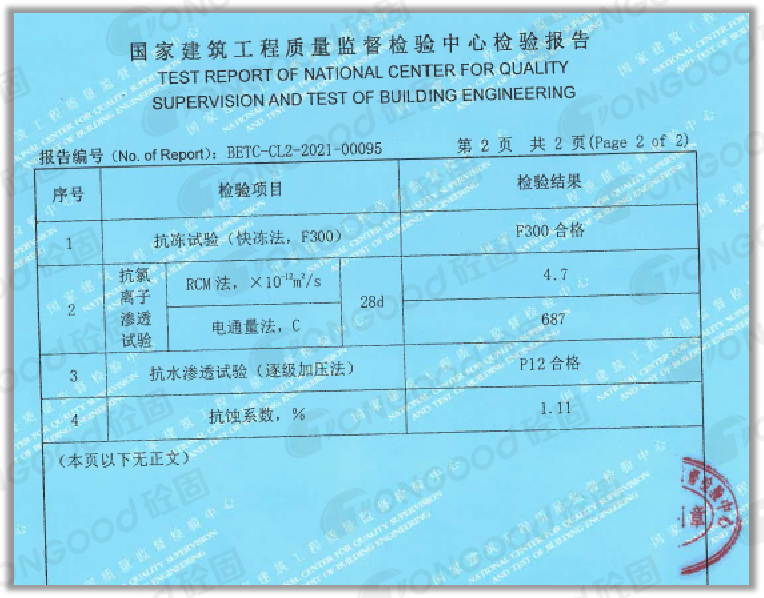 国家建筑工程质量监督检验中心检验报告
TEST REPORT OF NATIONAL CENTER FOR QUALITY
SUPERVISION AND TEST OF BUILDING ENGINEERING
报告编号（No. of Report）：BETC-CL2-2021-00095 第 2 页 共 2 页(Page 2 of 2)
序号 检验项目 检验结果
1 抗冻试验（快冻法，F300） F300 合格
2 抗氯离子渗透试验 RCM 法，×10⁻¹²m²/s 28d 4.7
电通量法，C 687
3 抗水渗透试验（逐级加压法） P12 合格
4 抗蚀系数，% 1.11
（本页以下无正文）
TONGOOD 砼固